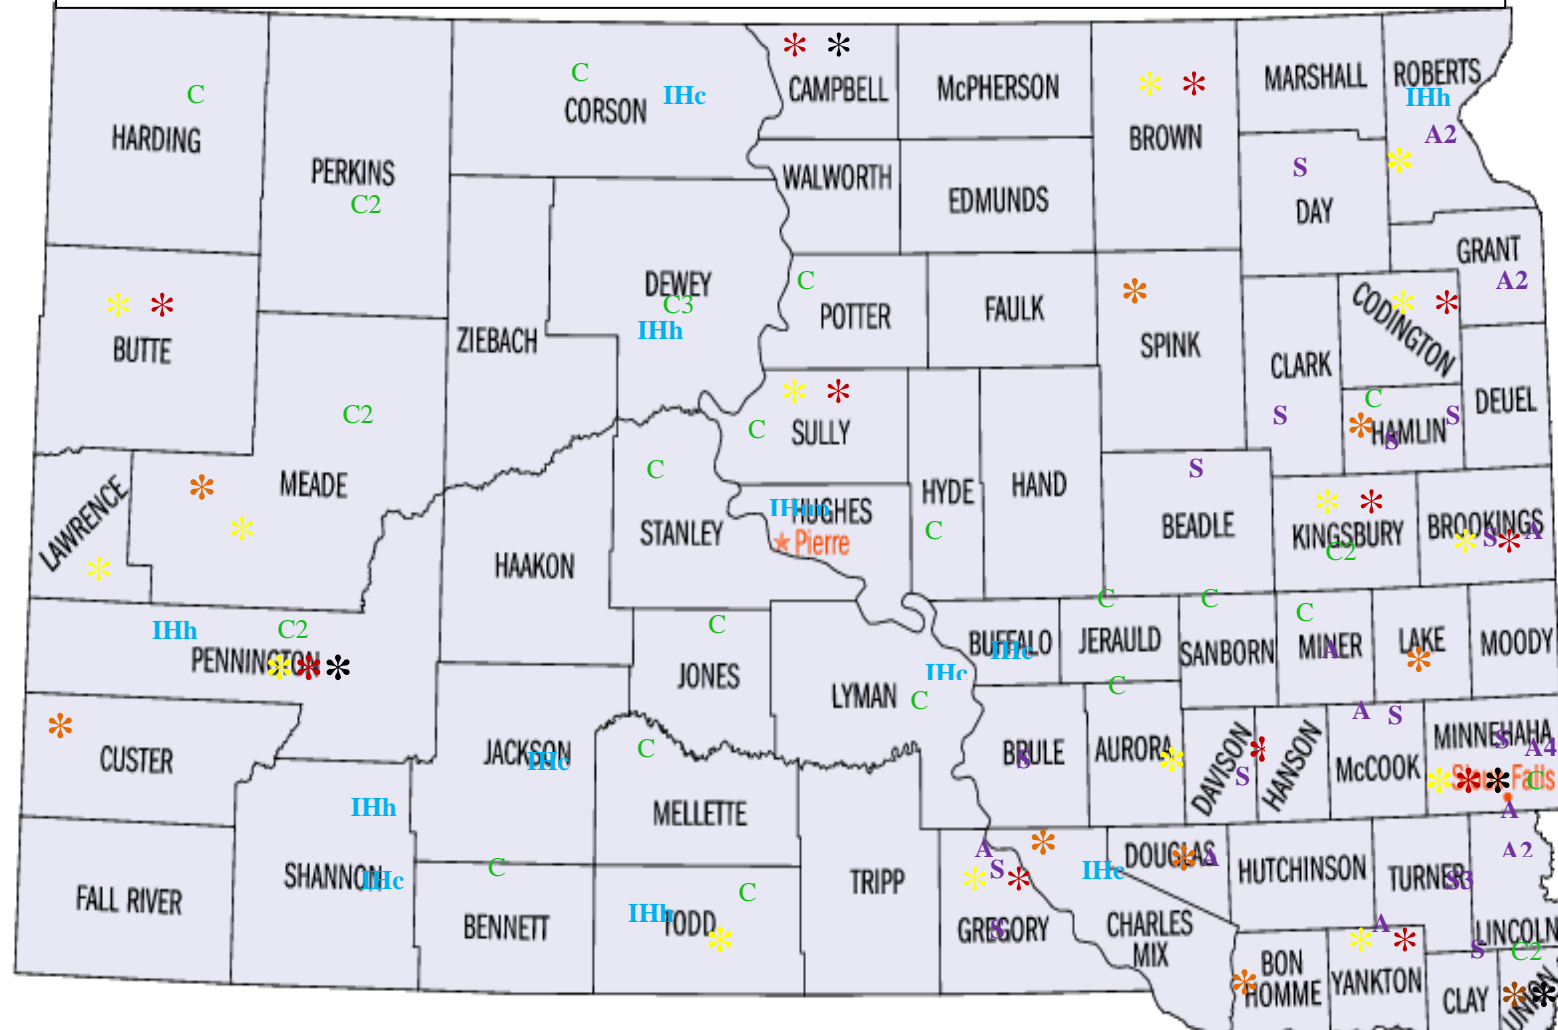 * *
C
C
CORSON
IHc
CAMPBELL
McPHERSON
* *
BROWN
MARSHALL
ROBERTS
IHh
A2
*
HARDING
PERKINS
C2
WALWORTH
EDMUNDS
S
DAY
GRANT
A2
* *
BUTTE
DEWEY
C3
IHh
ZIEBACH
C
POTTER
FAULK
*
SPINK
* *
CODINGTON
CLARK
S
DEUEL
C2
*
MEADE
*
* *
C
SULLY
C
S
*
HAMLIN
S
LAWRENCE
*
C
STANLEY
HUGHES
★ Pierre
HYDE
C
HAND
S
BEADLE
* *
KINGSBURY
C2
BROOKINGS
* S * A
HAAKON
IHh
C2
PENNINGTON
* * *
C
JONES
LYMAN
IHc
C
BUFFALO
IHc
C
JERAULD
C
SANBORN
C
MINER
A
LAKE
*
MOODY
*
CUSTER
JACKSON
IHc
C
MELLETTE
BRULE
S
C
AURORA
*
DAVISON
S
*
HANSON
A
S
McCOOK
MINNEHAHA
S
A4
* * * C
Sioux Falls
A
IHh
SHANNON
IHc
FALL RIVER
C
BENNETT
C
IHh
TODD
*
TRIPP
A
S
* *
GREGORY
S
*
IHc
CHARLES
MIX
DOUGLAS
* A
HUTCHINSON
TURNER
S3
A2
LINCOLN
C2
*
BON
HOMME
A
* *
YANKTON
S
CLAY
* *
UNION